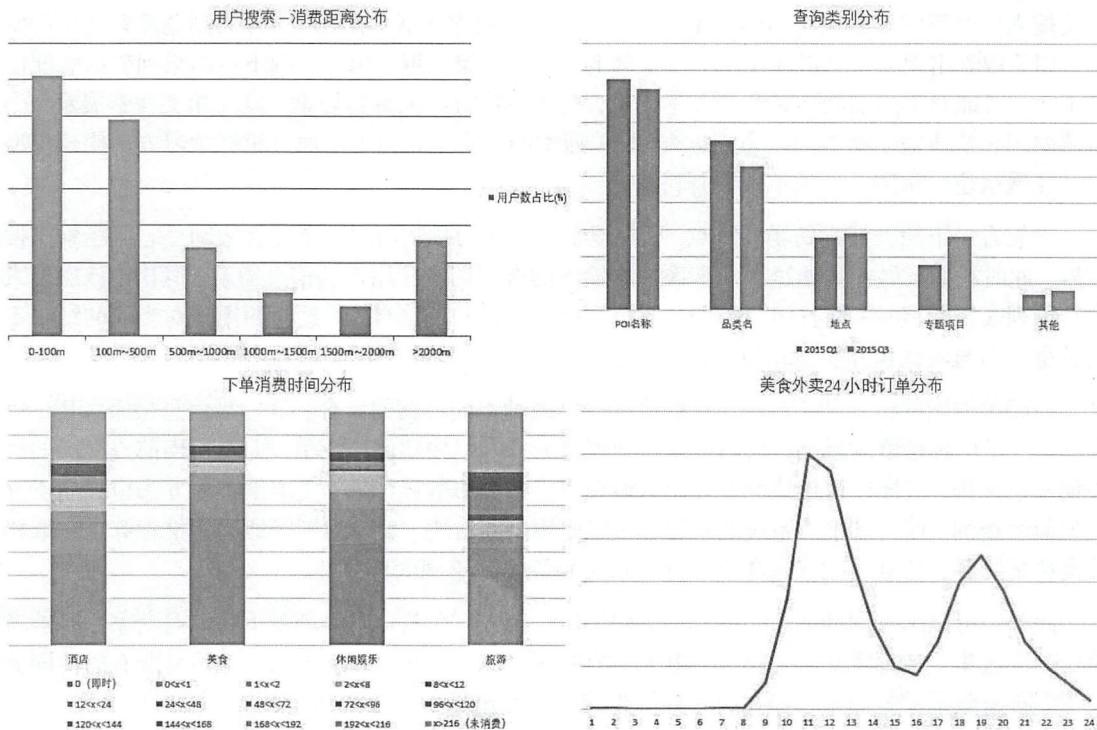 用户搜索－消费距离分布
0-100m 100m~500m 500m~1000m 1000m~1500m 1500m~2000m >2000m
用户数占比(%)
查询类别分布
POI名称 品类名 地点 专题项目 其他
2015Q1 2015Q3
下单消费时间分布
酒店 美食 休闲娱乐 旅游
0（即时） 0<x<1 1<x<2 2<x<8 8<x<12
12<x<24 24<x<48 48<x<72 72<x<96 96<x<120
120<x<144 144<x<168 168<x<192 192<x<216 x>216（未消费）
美食外卖24小时订单分布
1 2 3 4 5 6 7 8 9 10 11 12 13 14 15 16 17 18 19 20 21 22 23 24